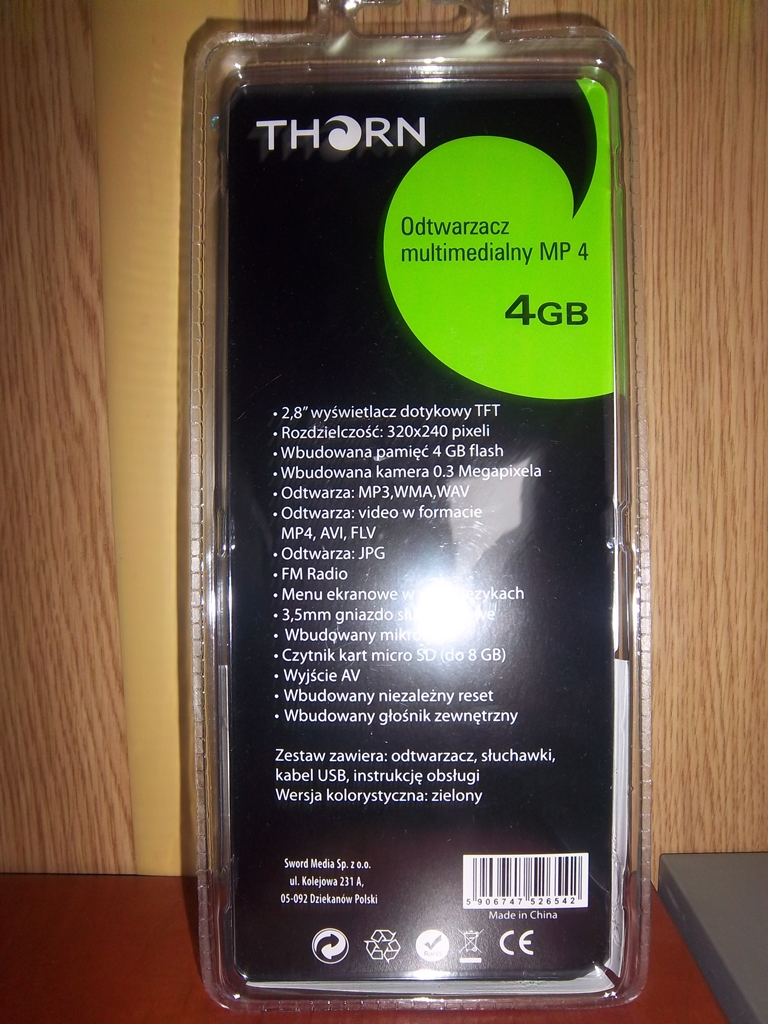 THORN
Odtwarzacz
multimedialny MP 4
4GB
• 2,8” wyświetlacz dotykowy TFT
• Rozdzielczość: 320x240 pixeli
• Wbudowana pamięć 4 GB flash
• Wbudowana kamera 0.3 Megapixela
• Odtwarza: MP3,WMA,WAV
• Odtwarza: video w formacie
MP4, AVI, FLV
• Odtwarza: JPG
• FM Radio
• Menu ekranowe w
• 3,5mm gniazdo
• Wbudowany
• Czytnik kart micro SD (do 8 GB)
• Wyjście AV
• Wbudowany niezależny reset
• Wbudowany głośnik zewnętrzny
Zestaw zawiera: odtwarzacz, słuchawki,
kabel USB, instrukcję obsługi
Wersja kolorystyczna: zielony
Sword Media Sp. z o.o.
ul. Kolejowa 231 A,
05-092 Dziekanów Polski
5 906747 526542
Made in China
CE